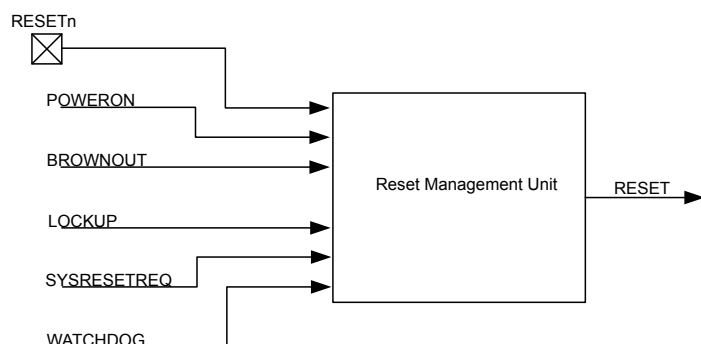 RESETn
POWERON
BROWNOUT
Reset Management Unit
RESET
LOCKUP
SYSRESETREQ
WATCHDOG